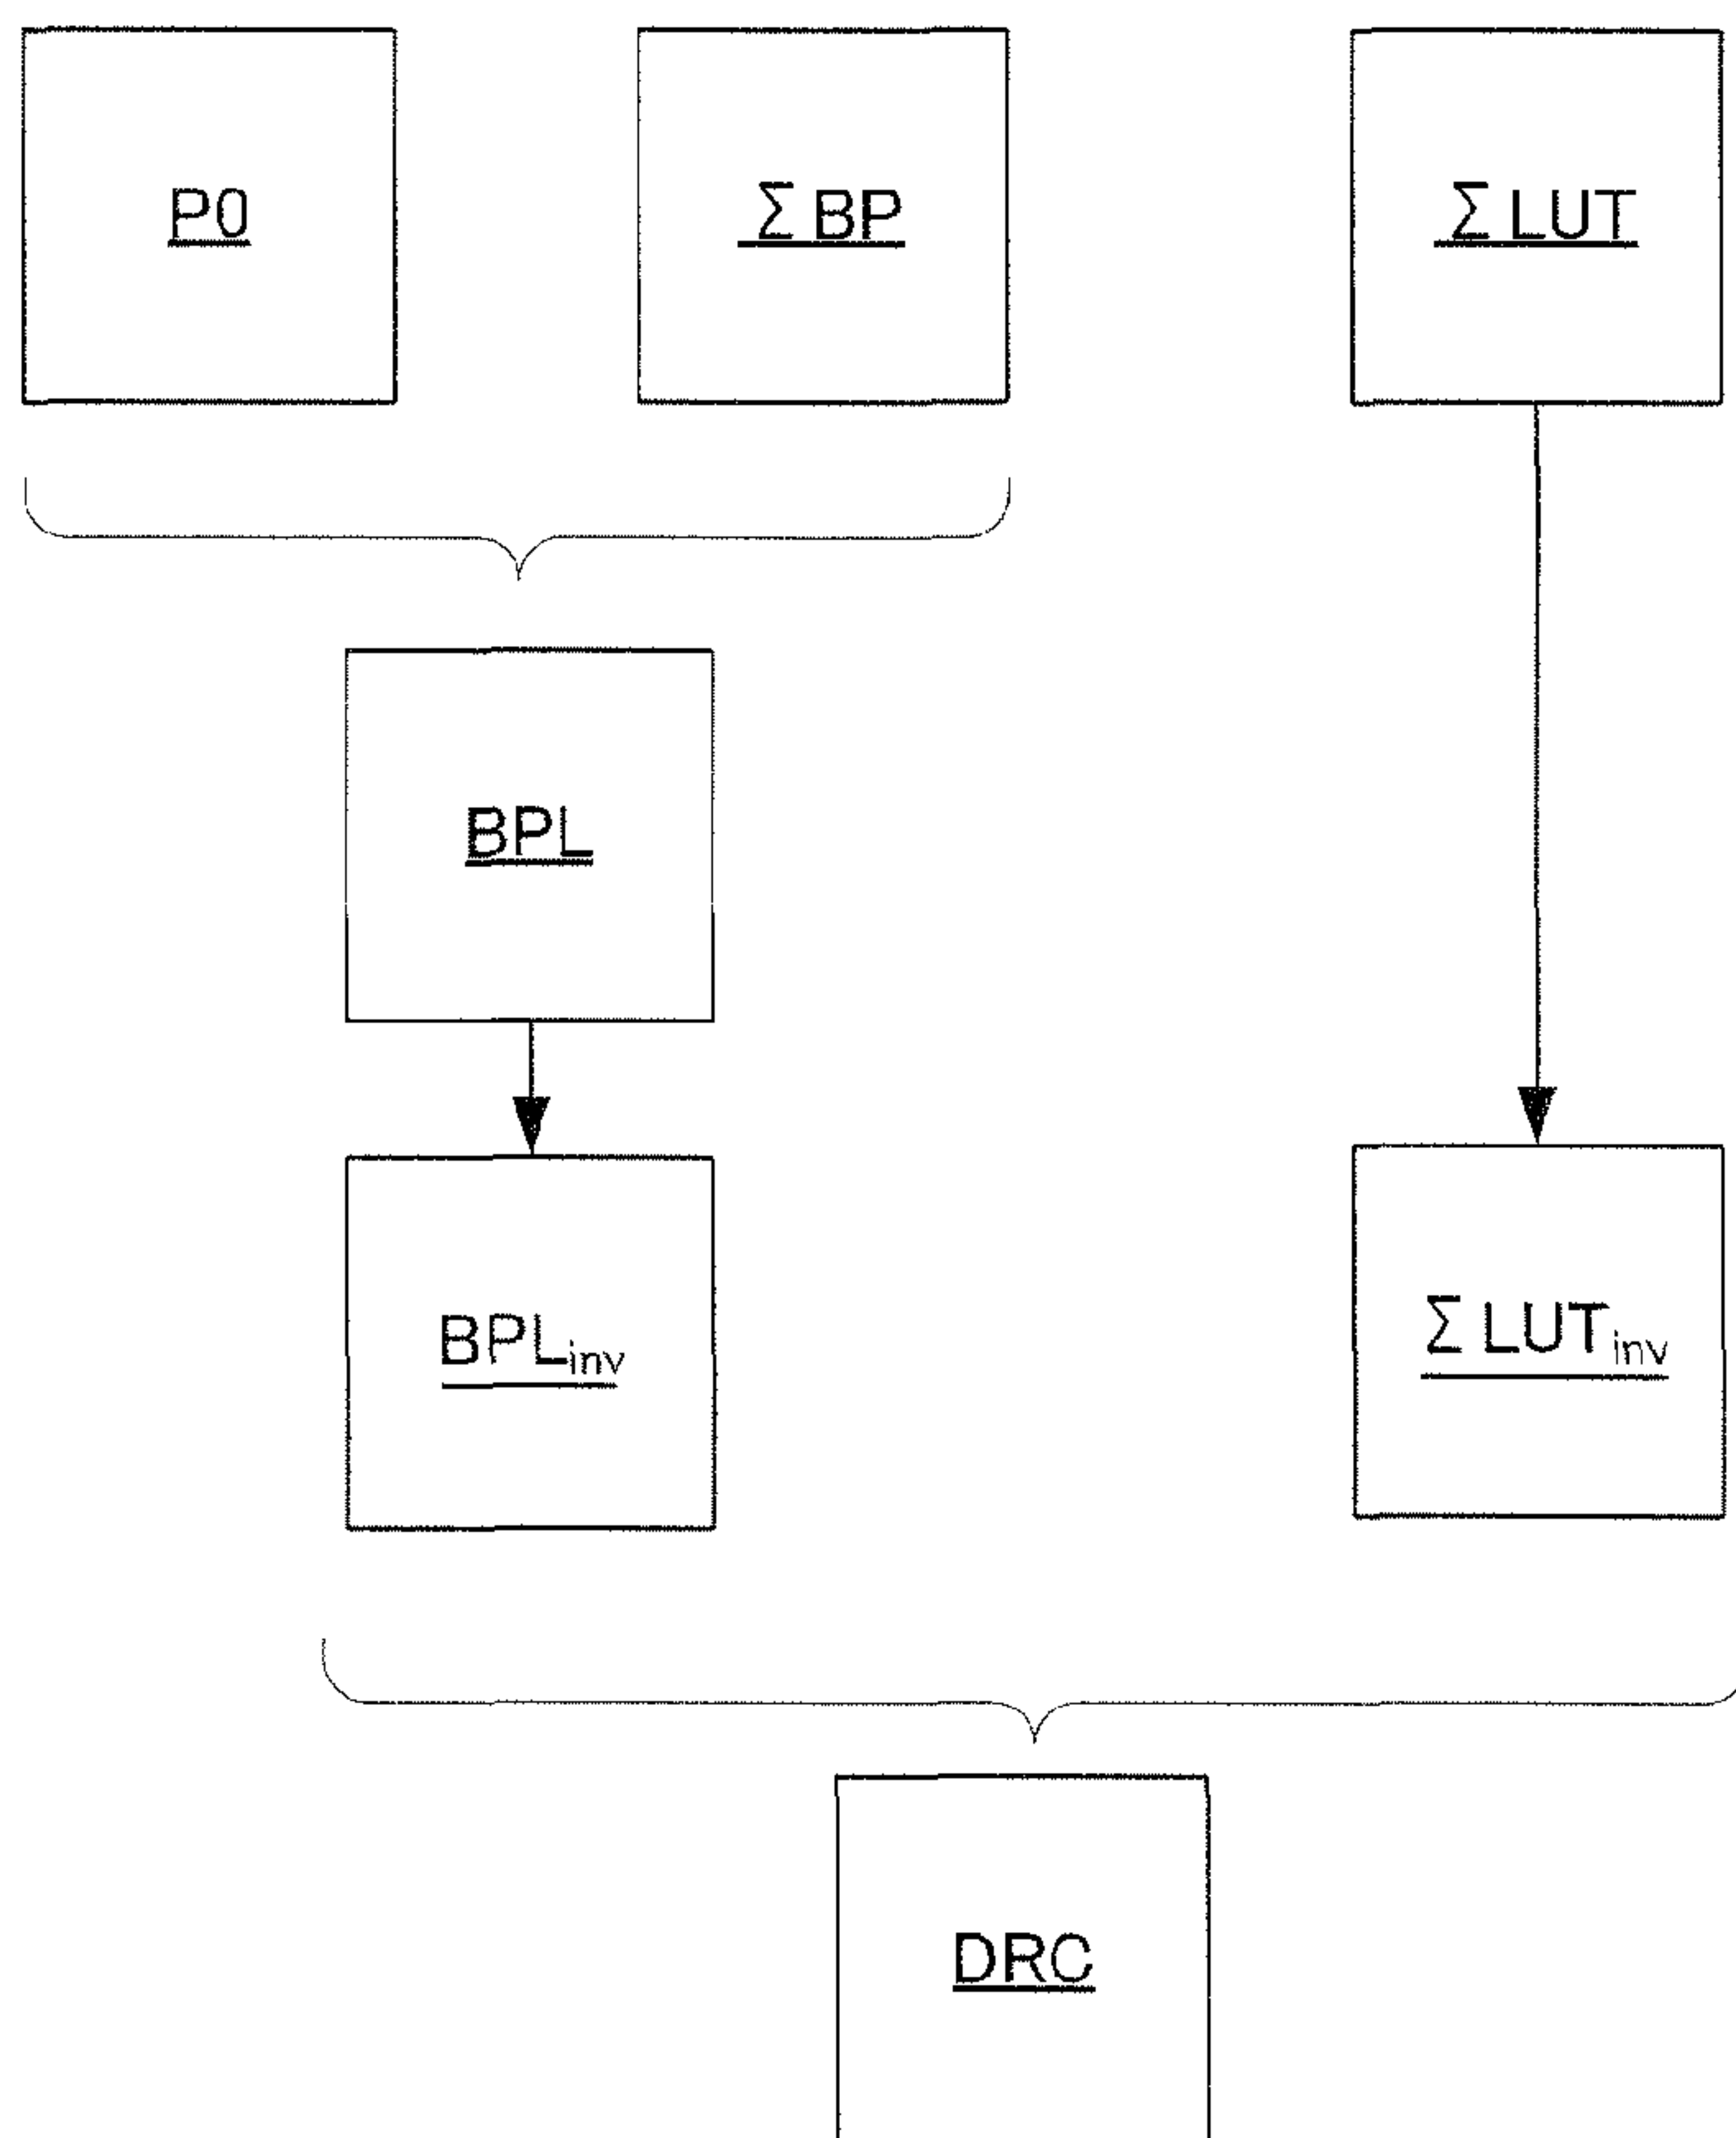 P0
Σ BP
Σ LUT
BPL
BPLinv
Σ LUTinv
DRC